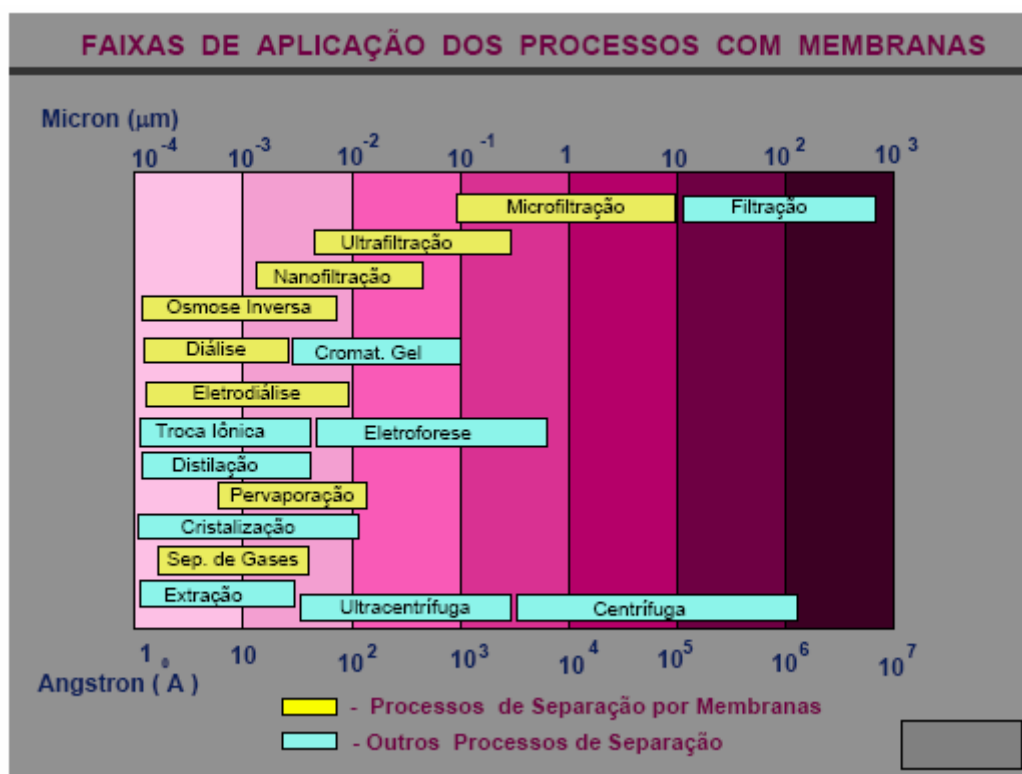 FAIXAS DE APLICAÇÃO DOS PROCESSOS COM MEMBRANAS
Micron (μm)
10⁻⁴ 10⁻³ 10⁻² 10⁻¹ 1 10 10² 10³
Microfiltração Filtração
Ultrafiltração
Nanofiltração
Osmose Inversa
Diálise Cromat. Gel
Eletrodiálise
Troca Iônica Eletroforese
Distilação
Pervaporação
Cristalização
Sep. de Gases
Extração Ultracentrífuga Centrífuga
1 10 10² 10³ 10⁴ 10⁵ 10⁶ 10⁷
Angstron ( Å )
- Processos de Separação por Membranas
- Outros Processos de Separação